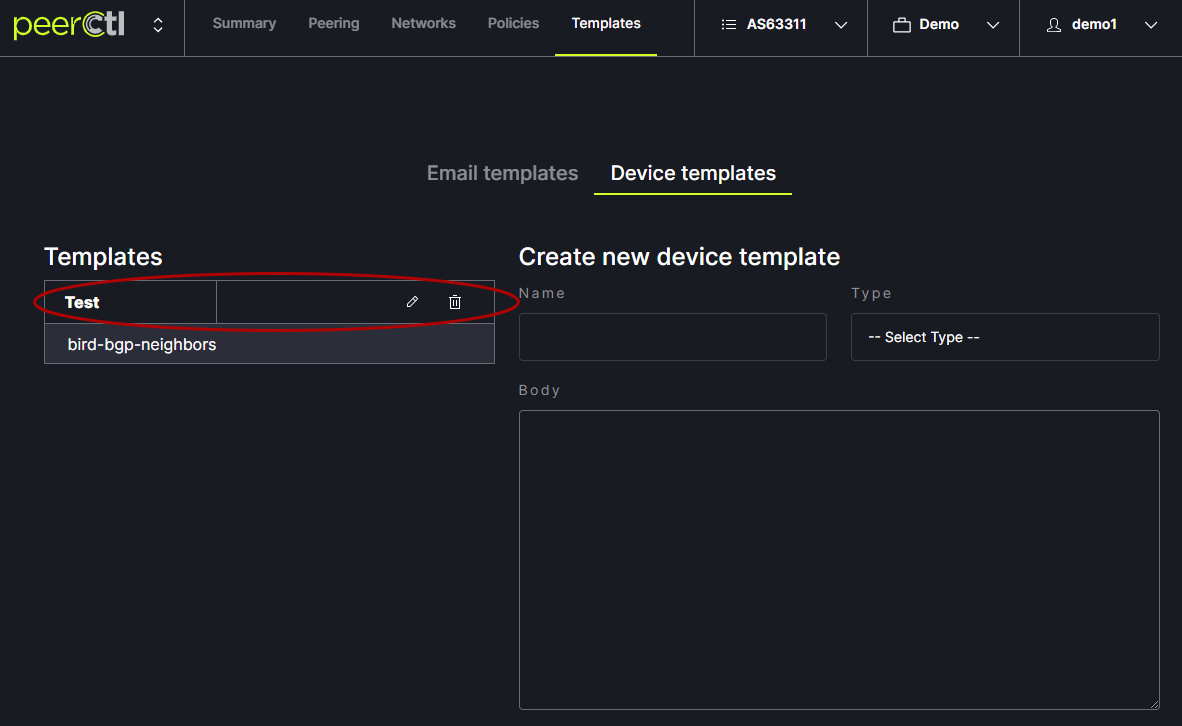 peerCtl
Summary Peering Networks Policies Templates AS63311 Demo demo1
Email templates Device templates
Templates
Test
bird-bgp-neighbors
Create new device template
Name Type
-- Select Type --
Body